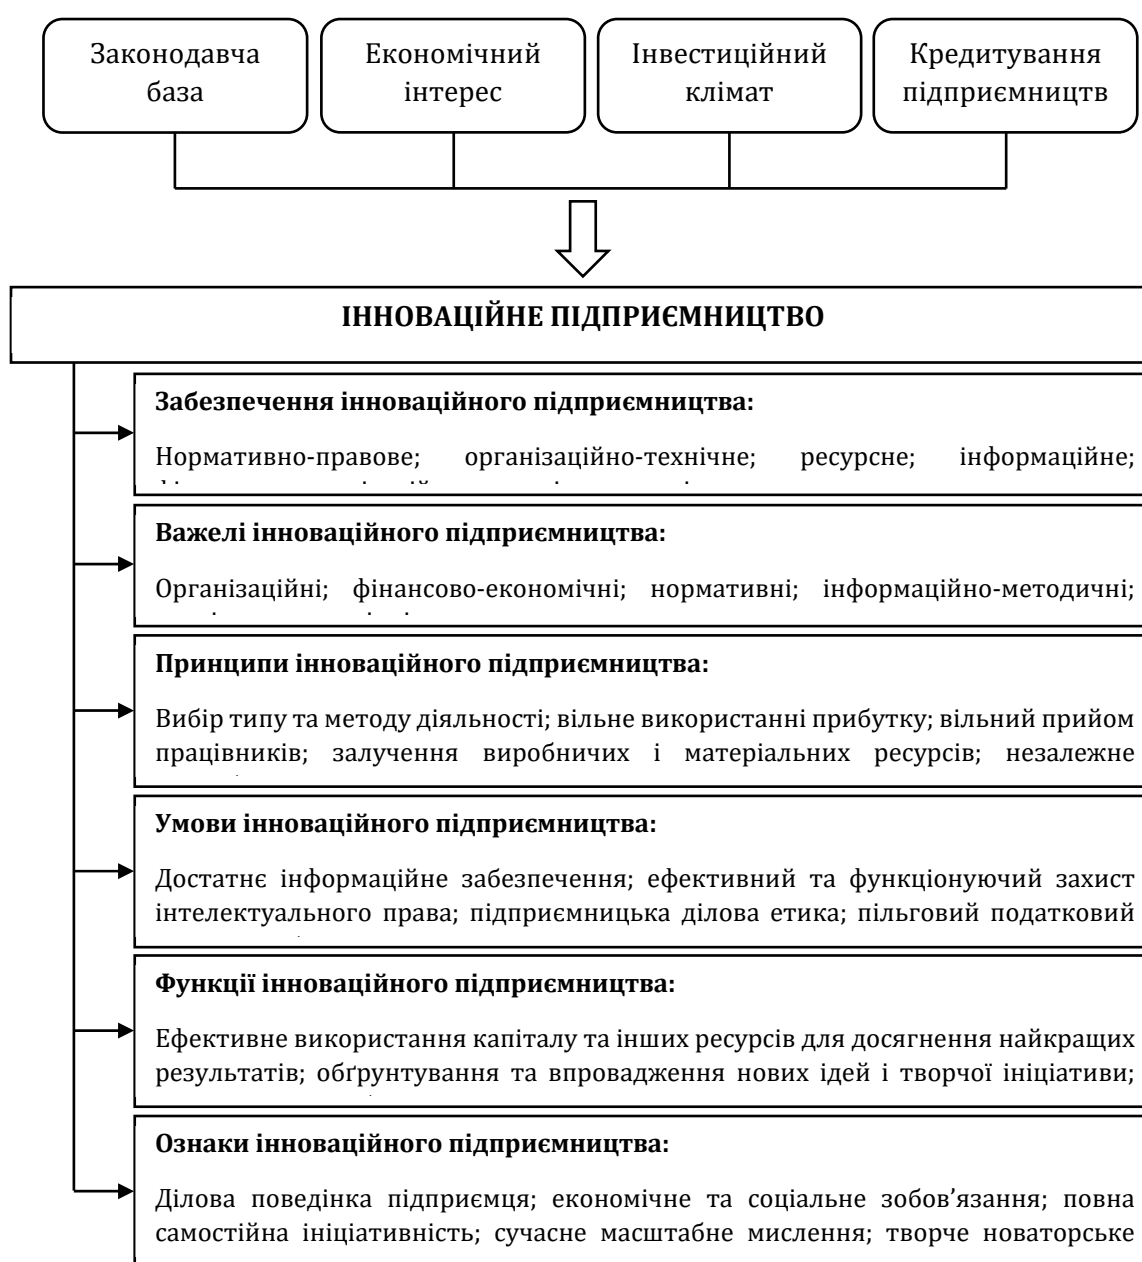 Законодавча
база
Економічний
інтерес
Інвестиційний
клімат
Кредитування
підприємництв
ІННОВАЦІЙНЕ ПІДПРИЄМНИЦТВО
Забезпечення інноваційного підприємництва:
Нормативно-правове; організаційно-технічне; ресурсне; інформаційне;
Важелі інноваційного підприємництва:
Організаційні; фінансово-економічні; нормативні; інформаційно-методичні;
Принципи інноваційного підприємництва:
Вибір типу та методу діяльності; вільне використанні прибутку; вільний прийом
працівників; залучення виробничих і матеріальних ресурсів; незалежне
Умови інноваційного підприємництва:
Достатнє інформаційне забезпечення; ефективний та функціонуючий захист
інтелектуального права; підприємницька ділова етика; пільговий податковий
Функції інноваційного підприємництва:
Ефективне використання капіталу та інших ресурсів для досягнення найкращих
результатів; обґрунтування та впровадження нових ідей і творчої ініціативи;
Ознаки інноваційного підприємництва:
Ділова поведінка підприємця; економічне та соціальне зобов’язання; повна
самостійна ініціативність; сучасне масштабне мислення; творче новаторське